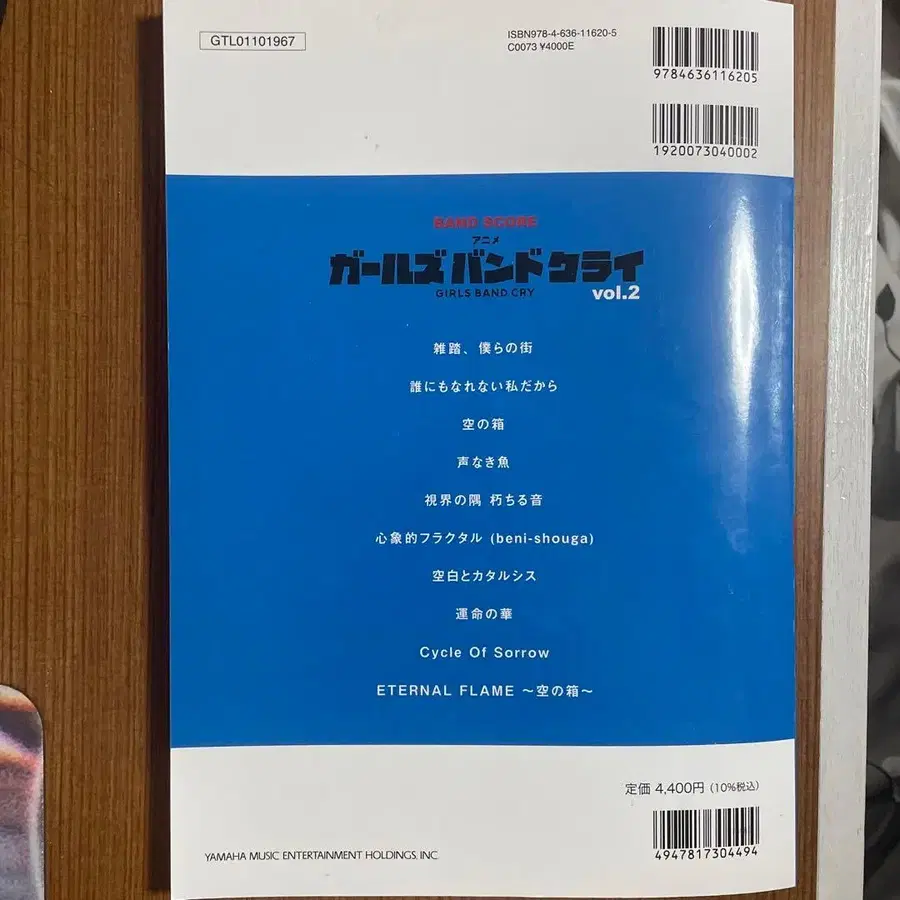 GTL01101967
ISBN978-4-636-11620-5
C0073 ¥4000E
9784636116205
1920073040002
BAND SCORE
アニメ
ガールズバンドクライ
GIRLS BAND CRY
vol.2
雑踏、僕らの街
誰にもなれない私だから
空の箱
声なき魚
視界の隅 朽ちる音
心象的フラクタル (beni-shouga)
空白とカタルシス
運命の華
Cycle Of Sorrow
ETERNAL FLAME 〜空の箱〜
定価 4,400円 (10%税込)
4947817304494
YAMAHA MUSIC ENTERTAINMENT HOLDINGS, INC.